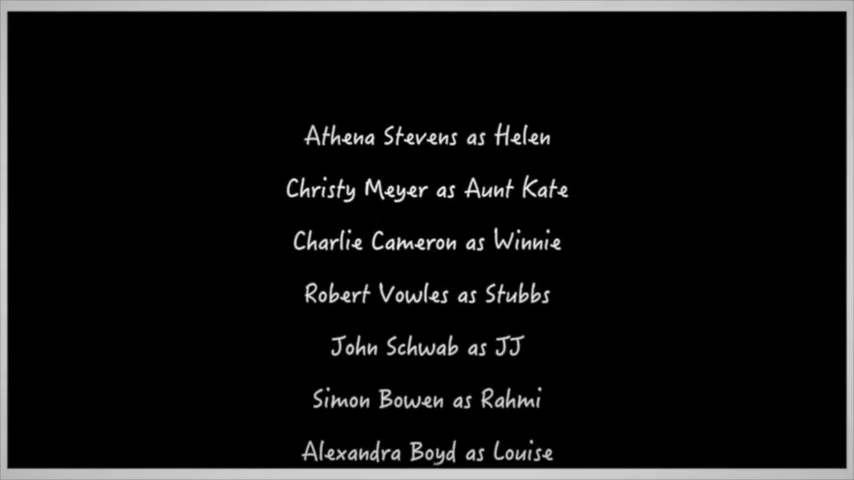 Athena Stevens as Helen
Christy Meyer as Aunt Kate
Charlie Cameron as Winnie
Robert Vowles as Stubbs
John Schwab as JJ
Simon Bowen as Rahmi
Alexandra Boyd as Louise